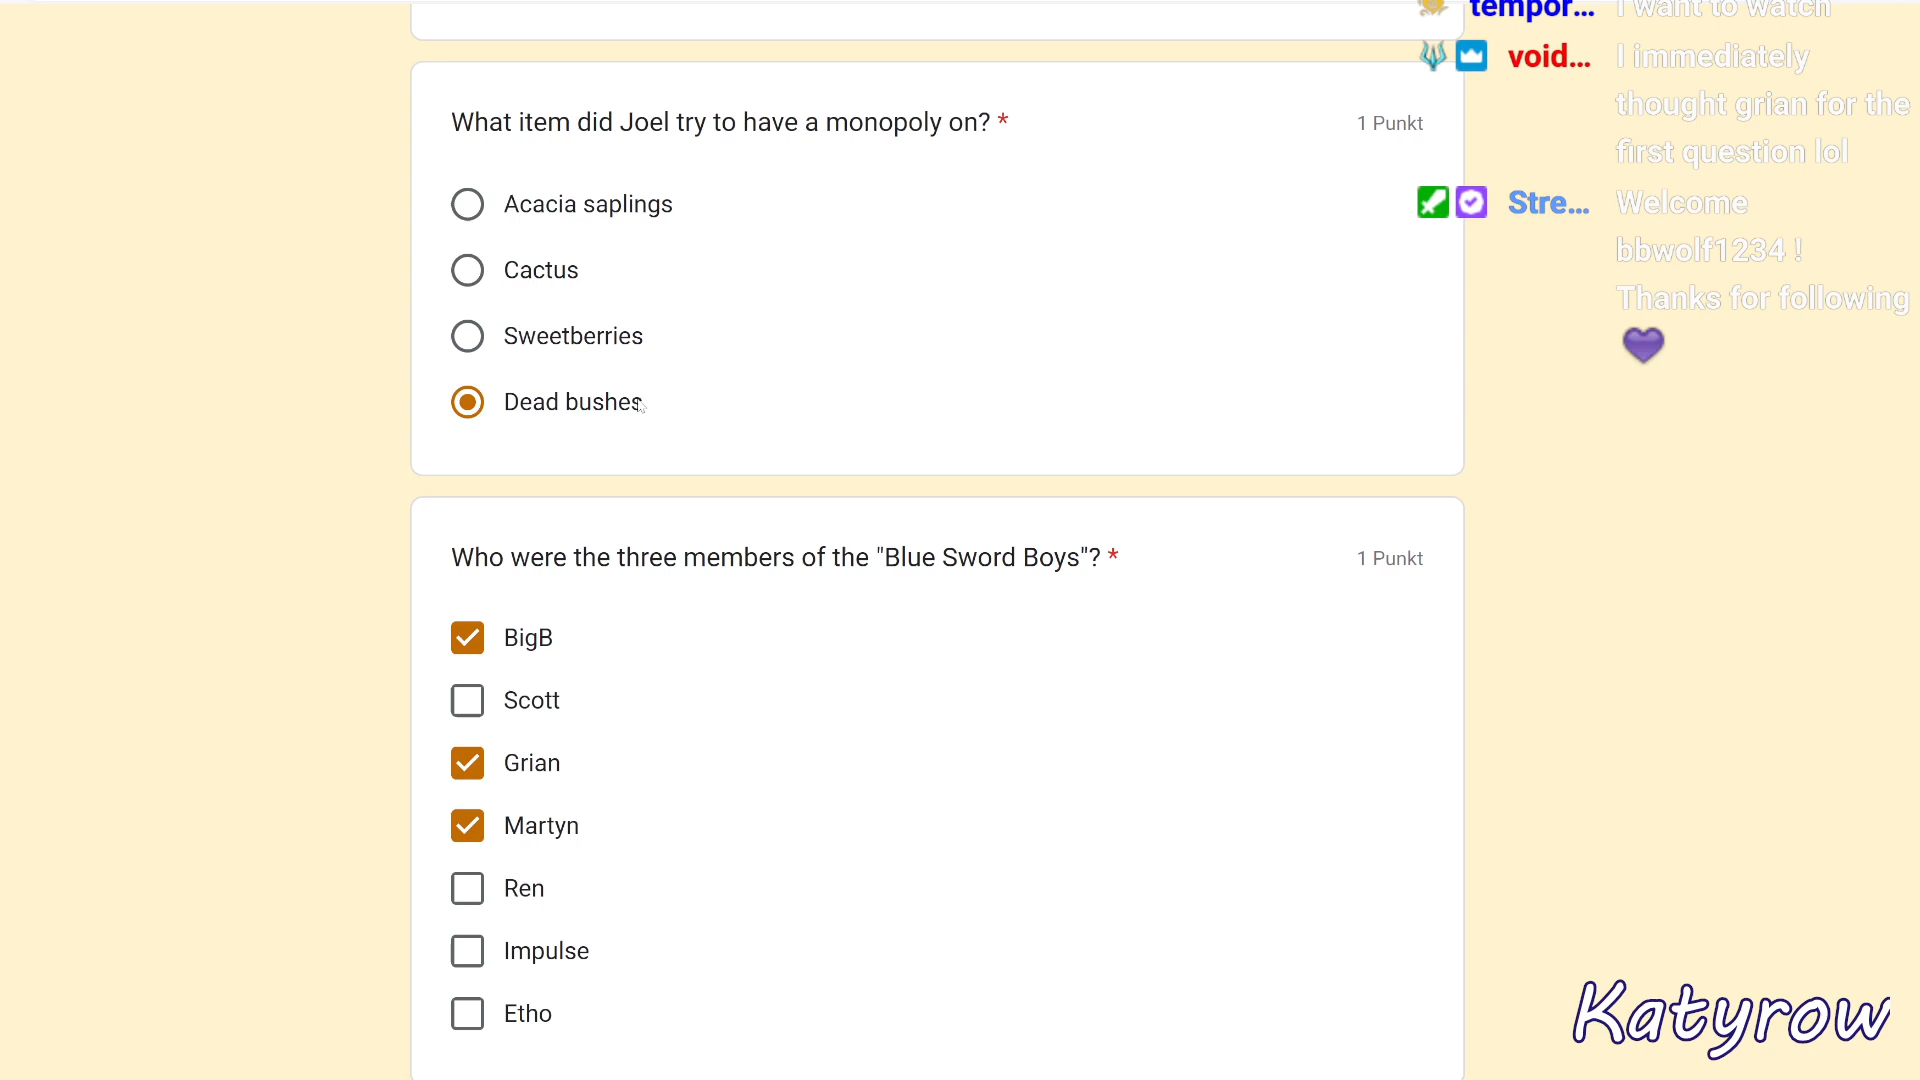 What item did Joel try to have a monopoly on? *
1 Punkt
Acacia saplings
Cactus
Sweetberries
Dead bushes
Who were the three members of the "Blue Sword Boys"? *
1 Punkt
BigB
Scott
Grian
Martyn
Ren
Impulse
Etho
tempor... I want to watch
void... I immediately
thought grian for the
first question lol
Stre... Welcome
bbwolf1234 !
Thanks for following
Katyrow